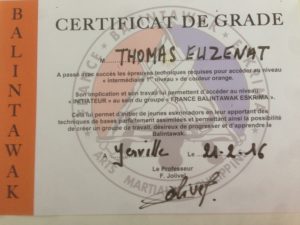 BALINTAWAK
CERTIFICAT DE GRADE
M. THOMAS EUZENAT
A passé avec succès les épreuves techniques requises pour accéder au niveau
« intermédiaire 1er niveau » de couleur orange.
Son implication et son travail lui permettent d'accéder au niveau
« INITIATEUR » au sein du groupe « FRANCE BALINTAWAK ESKRIMA ».
Cela lui permet d'initier de jeunes eskrimadors en leur apportant des
techniques de bases parfaitement assimilées et permettant ainsi la possibilité
de créer un groupe de travail, désireux de progresser et d'apprendre le
Balintawak.
A Yerville Le 21-2-16
Le Professeur
F. Jolivet